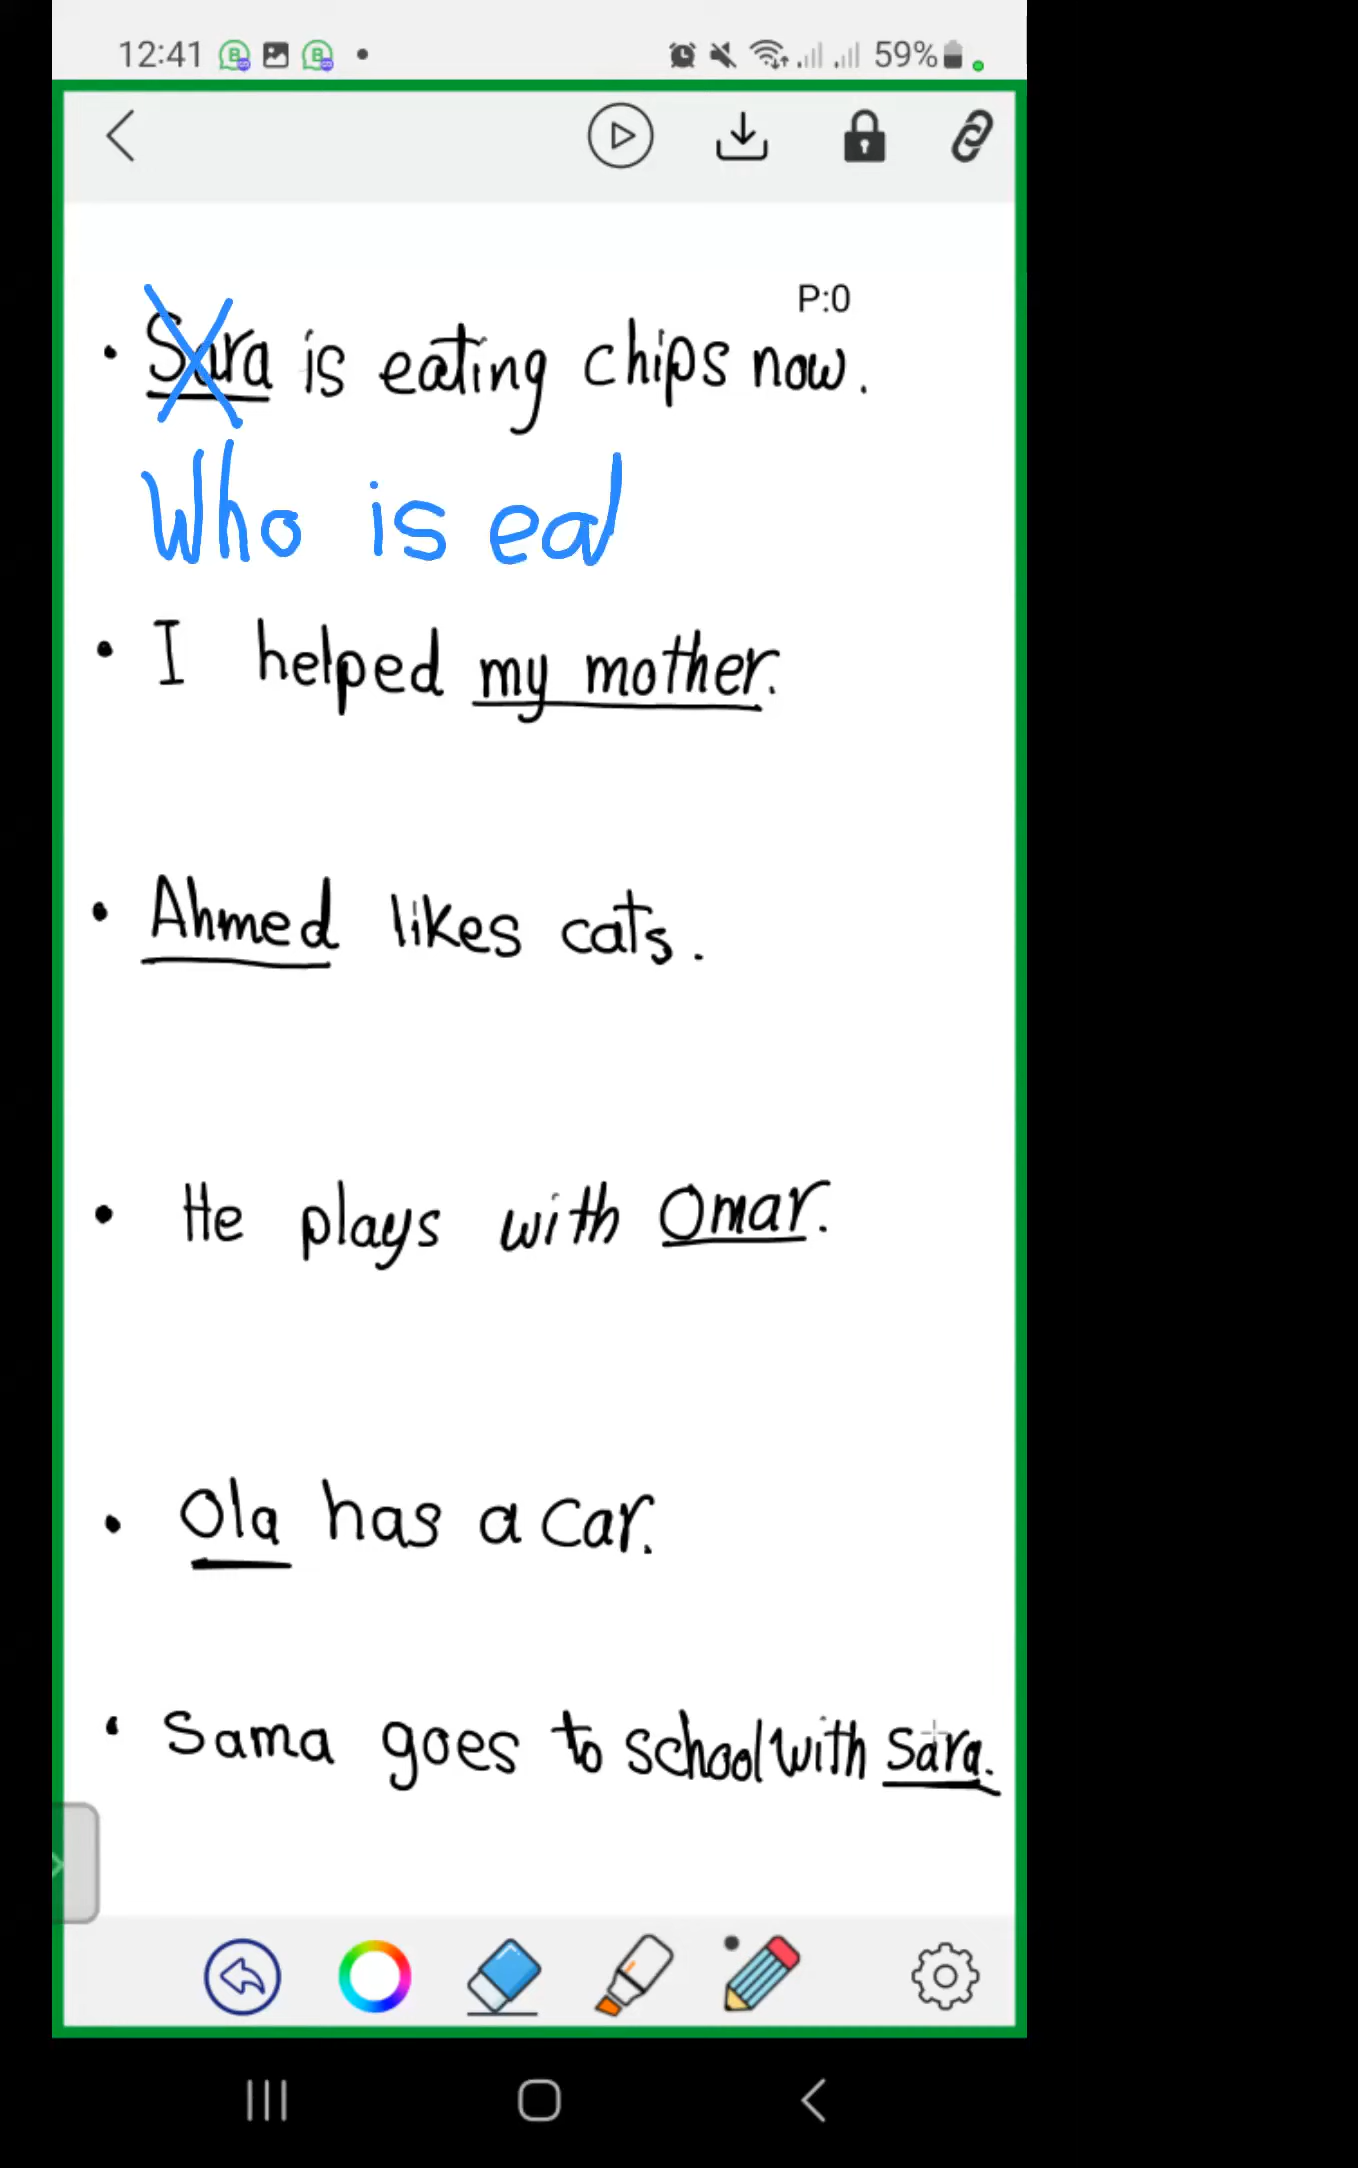 12:41 59%
P:0
• Sara is eating chips now.
Who is eat
• I helped my mother.
• Ahmed likes cats.
• He plays with Omar.
• Ola has a car.
• Sama goes to school with Sara.